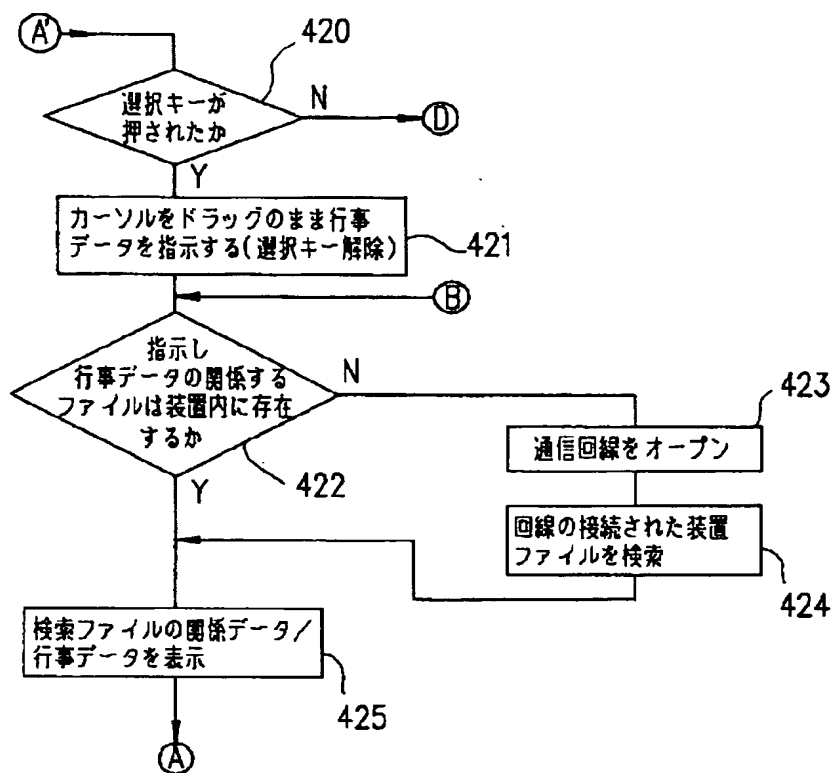 A'
420
選択キーが
押されたか
N
D
Y
カーソルをドラッグのまま行事
データを指示する(選択キー解除)
421
B
指示し
行事データの関係する
ファイルは装置内に存在
するか
N
422
Y
423
通信回線をオープン
回線の接続された装置
ファイルを検索
424
検索ファイルの関係データ/
行事データを表示
425
A